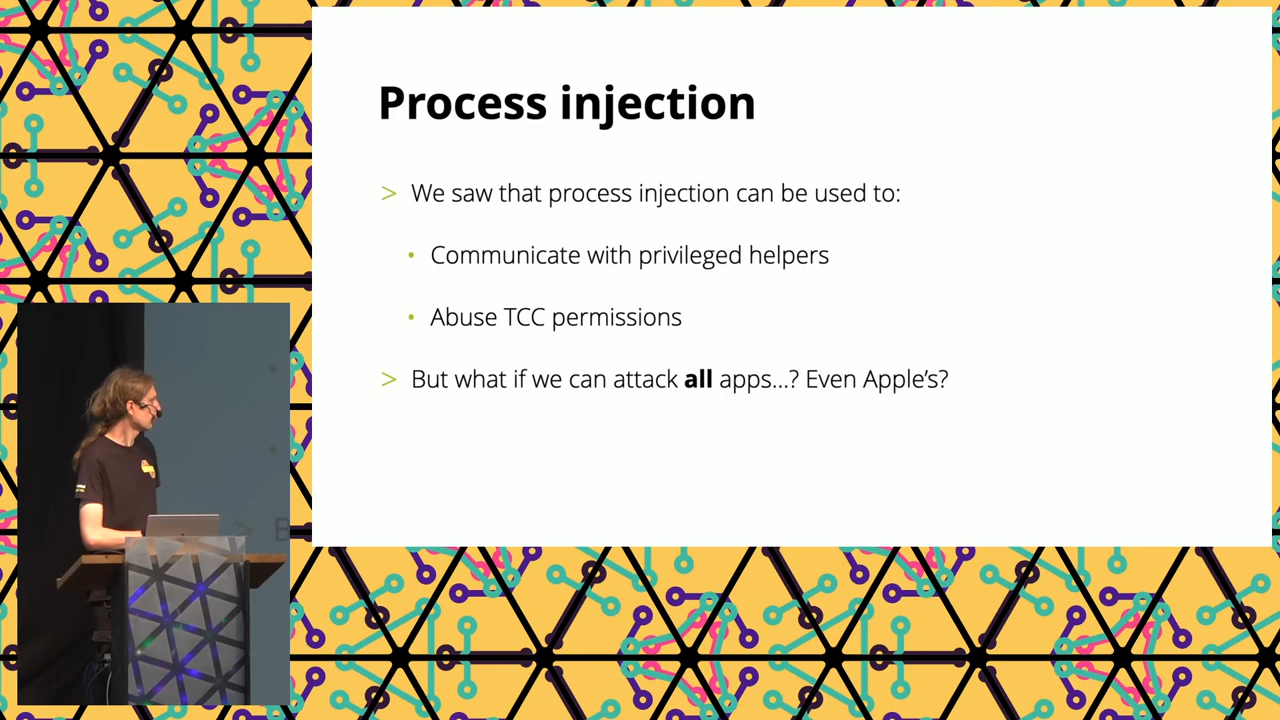 Process injection
> We saw that process injection can be used to:
• Communicate with privileged helpers
• Abuse TCC permissions
> But what if we can attack all apps...? Even Apple's?